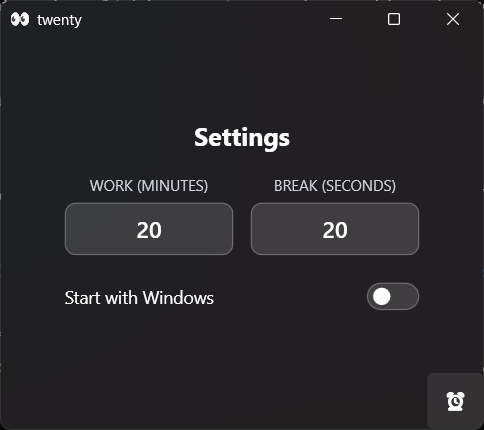 twenty
Settings
WORK (MINUTES) BREAK (SECONDS)
20 20
Start with Windows